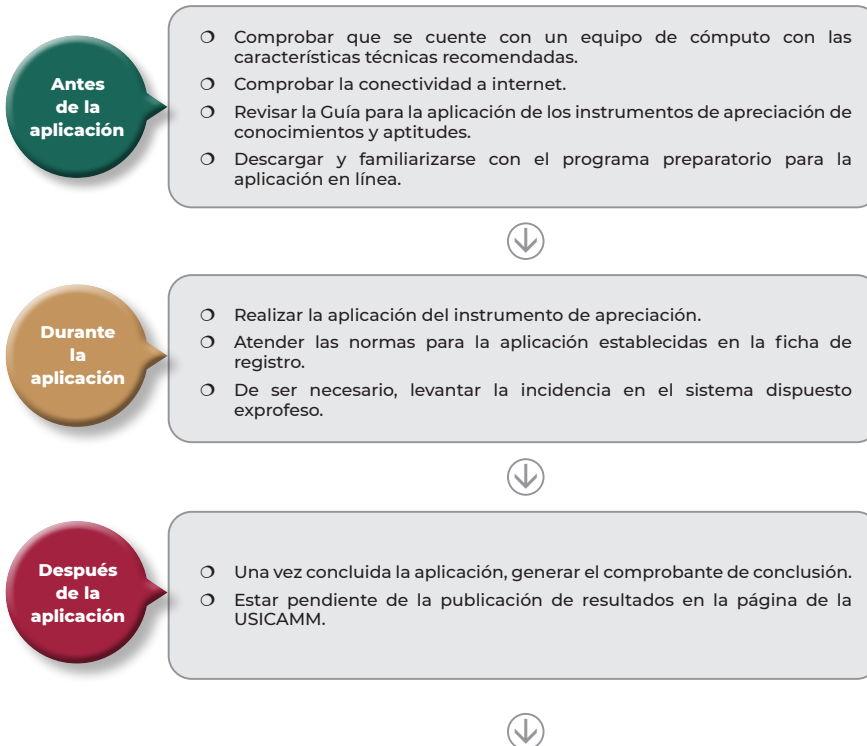 Antes
de la
aplicación
❍ Comprobar que se cuente con un equipo de cómputo con las
características técnicas recomendadas.
❍ Comprobar la conectividad a internet.
❍ Revisar la Guía para la aplicación de los instrumentos de apreciación de
conocimientos y aptitudes.
❍ Descargar y familiarizarse con el programa preparatorio para la
aplicación en línea.
Durante
la
aplicación
❍ Realizar la aplicación del instrumento de apreciación.
❍ Atender las normas para la aplicación establecidas en la ficha de
registro.
❍ De ser necesario, levantar la incidencia en el sistema dispuesto
exprofeso.
Después
de la
aplicación
❍ Una vez concluida la aplicación, generar el comprobante de conclusión.
❍ Estar pendiente de la publicación de resultados en la página de la
USICAMM.